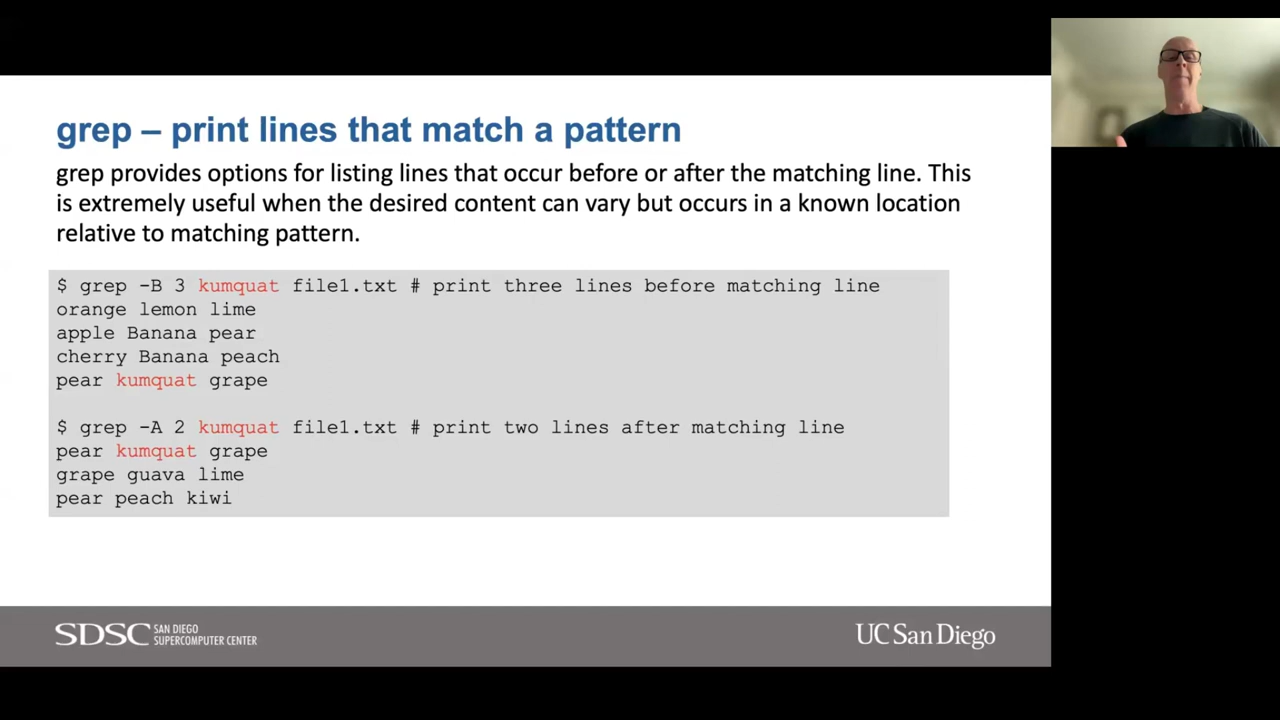 grep – print lines that match a pattern
grep provides options for listing lines that occur before or after the matching line. This
is extremely useful when the desired content can vary but occurs in a known location
relative to matching pattern.
$ grep -B 3 kumquat file1.txt # print three lines before matching line
orange lemon lime
apple Banana pear
cherry Banana peach
pear kumquat grape
$ grep -A 2 kumquat file1.txt # print two lines after matching line
pear kumquat grape
grape guava lime
pear peach kiwi
SDSC SAN DIEGO
SUPERCOMPUTER CENTER
UC San Diego